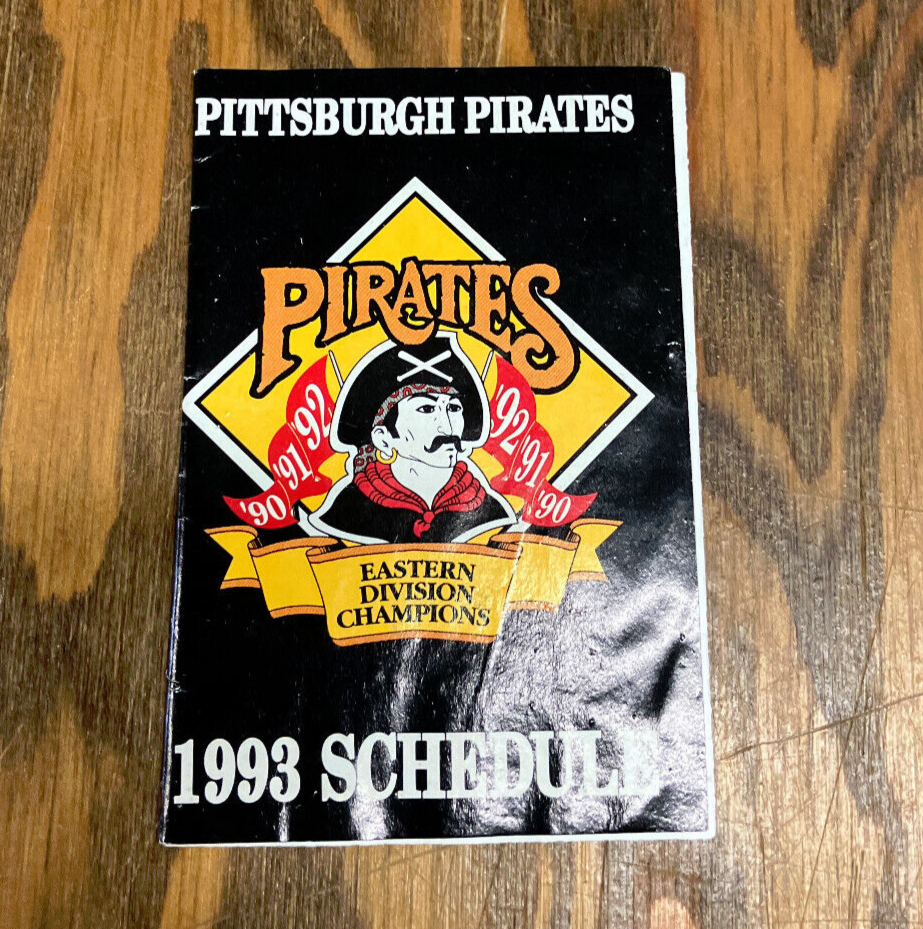 PITTSBURGH PIRATES
PIRATES
'92 '92
'91 '91
'90 '90
EASTERN
DIVISION
CHAMPIONS
1993 SCHEDULE